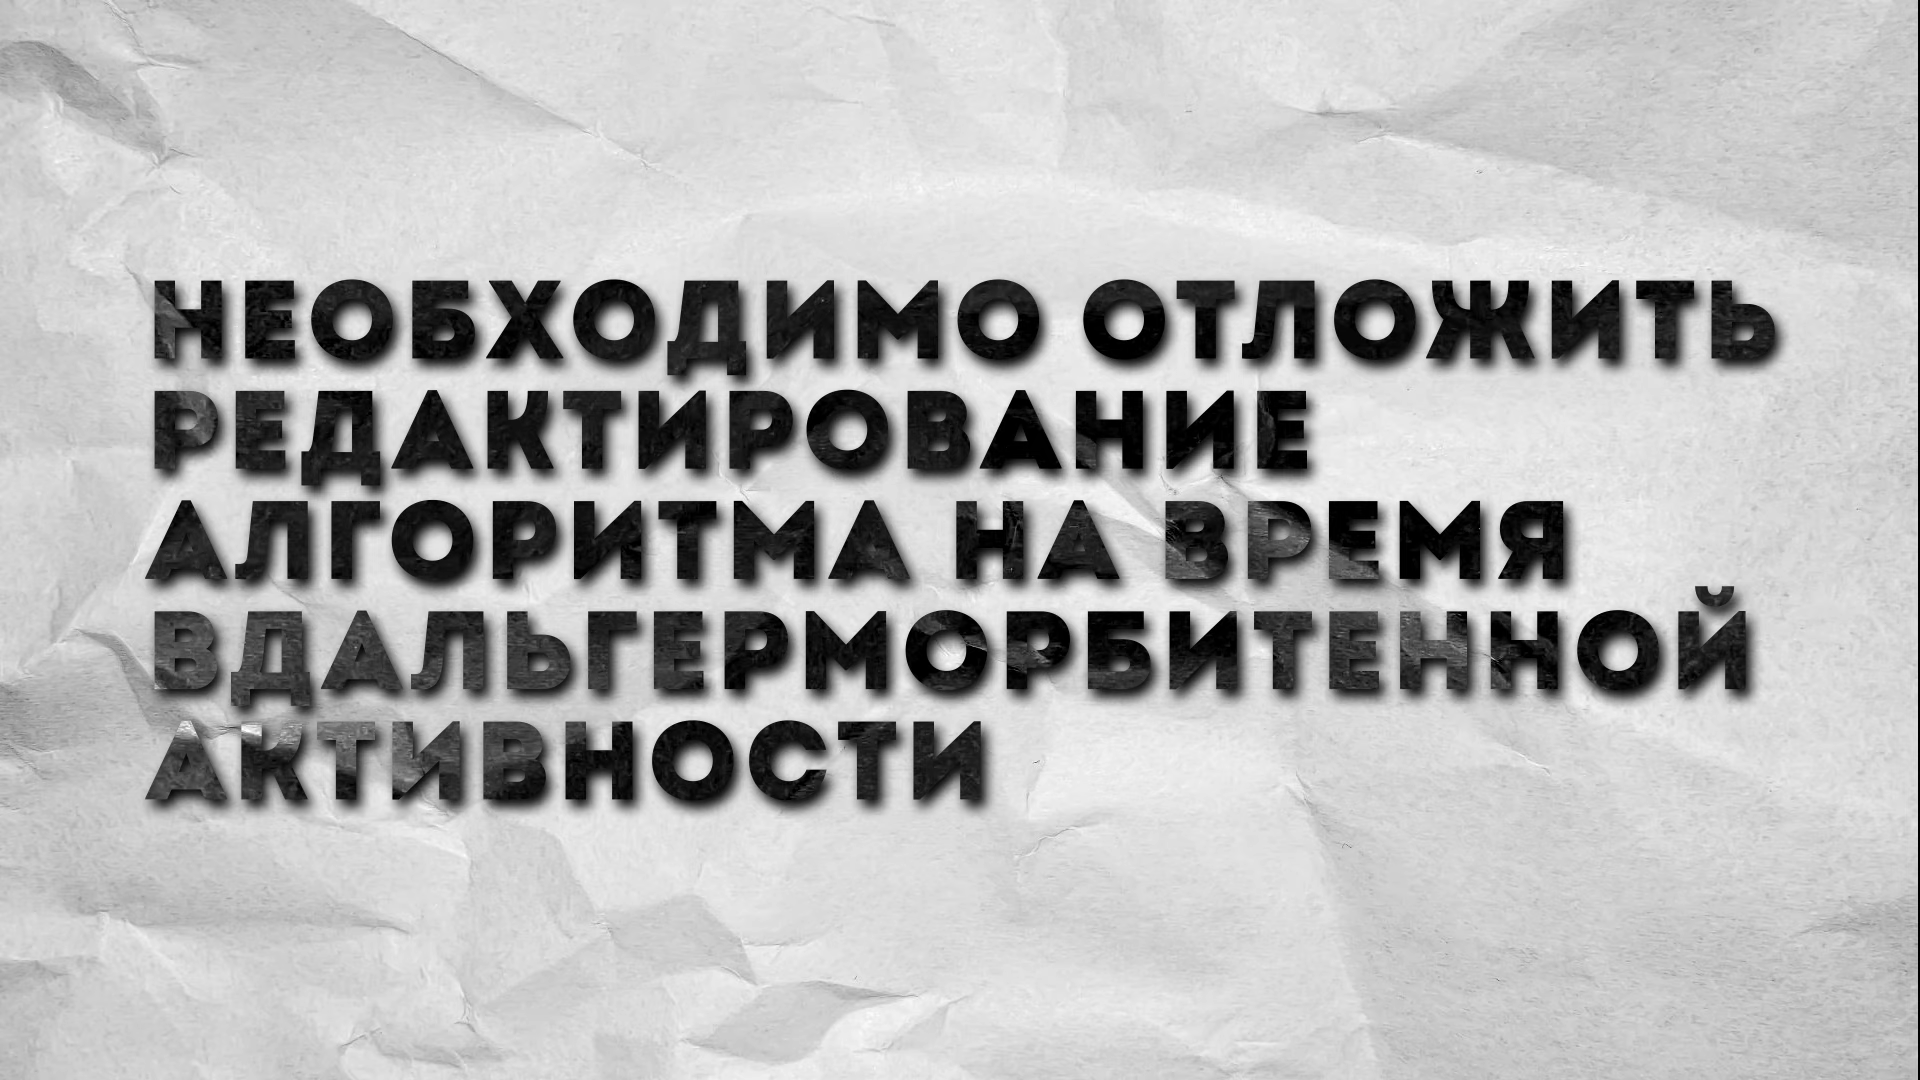 НЕОБХОДИМО ОТЛОЖИТЬ
РЕДАКТИРОВАНИЕ
АЛГОРИТМА НА ВРЕМЯ
ВДАЛЬГЕРМОРБИТЕННОЙ
АКТИВНОСТИ